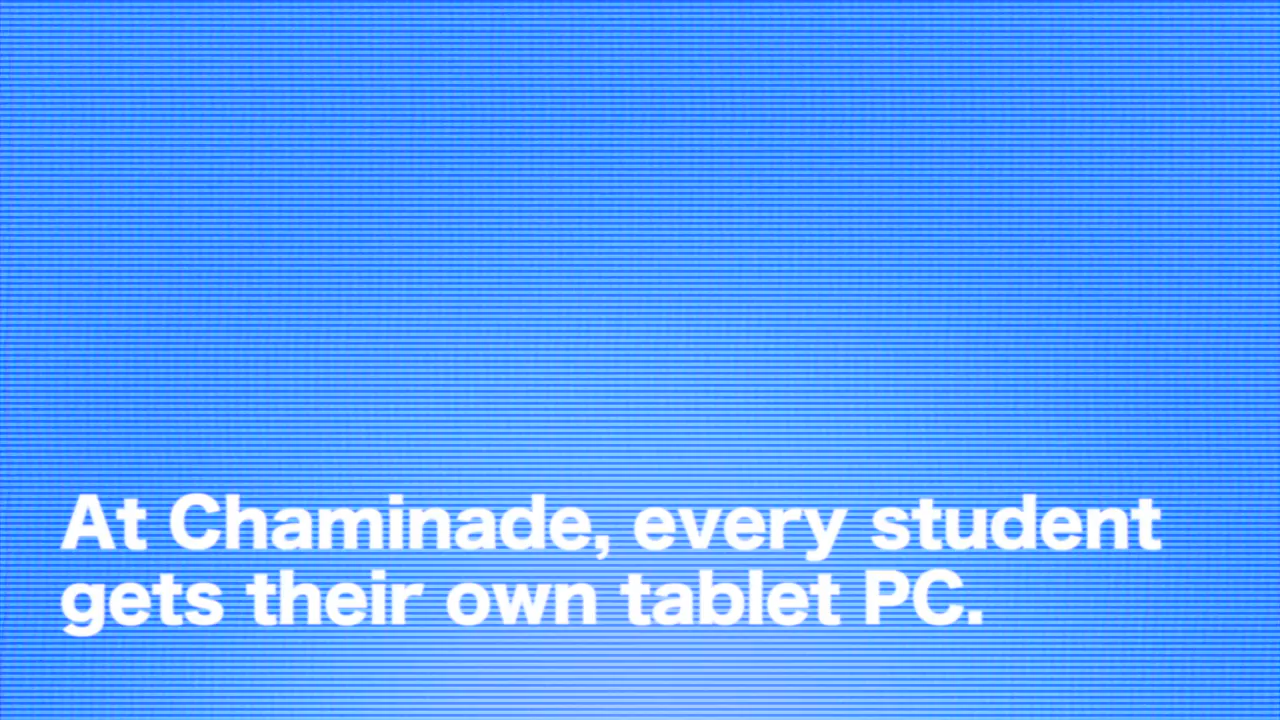 At Chaminade, every student
gets their own tablet PC.